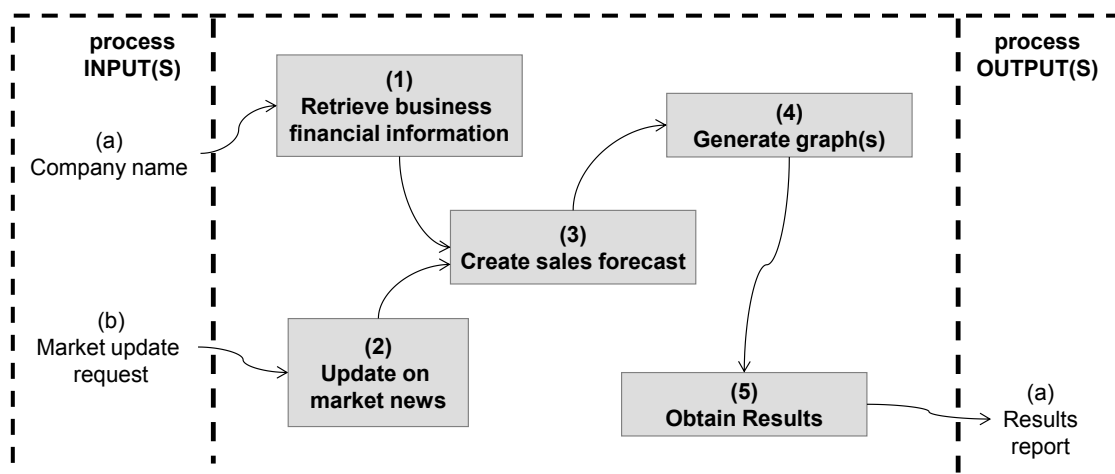 process
INPUT(S)
(a)
Company name
(b)
Market update
request
(1)
Retrieve business
financial information
(2)
Update on
market news
(3)
Create sales forecast
(4)
Generate graph(s)
(5)
Obtain Results
process
OUTPUT(S)
(a)
Results
report